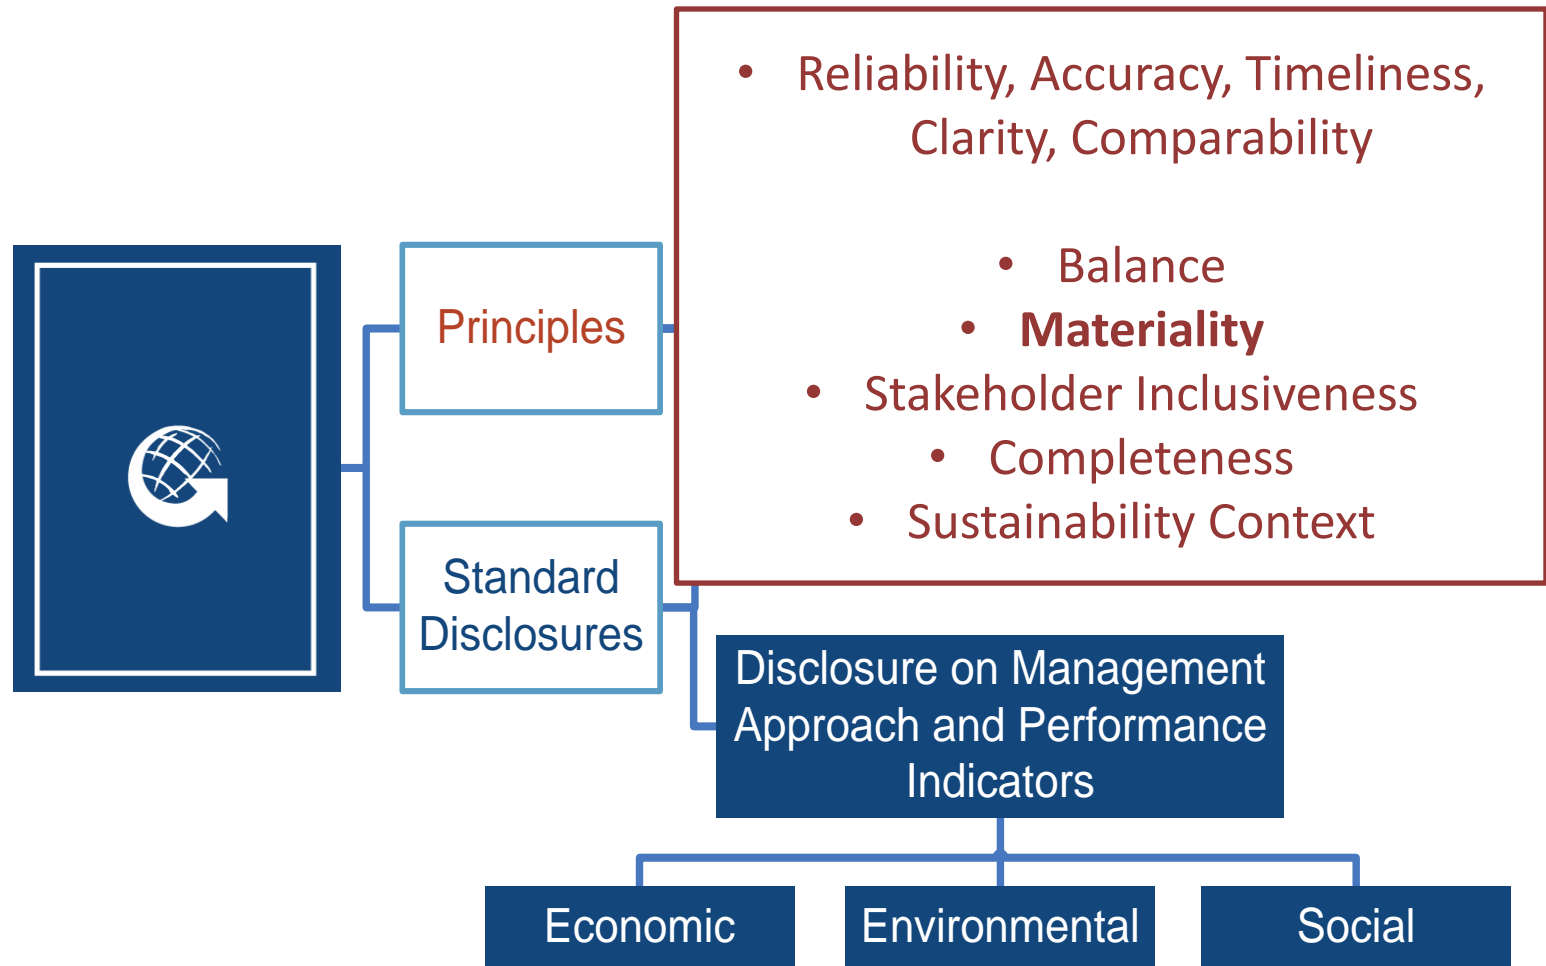 • Reliability, Accuracy, Timeliness,
Clarity, Comparability
• Balance
• Materiality
• Stakeholder Inclusiveness
• Completeness
• Sustainability Context
Principles
Standard
Disclosures
Disclosure on Management
Approach and Performance
Indicators
Economic
Environmental
Social